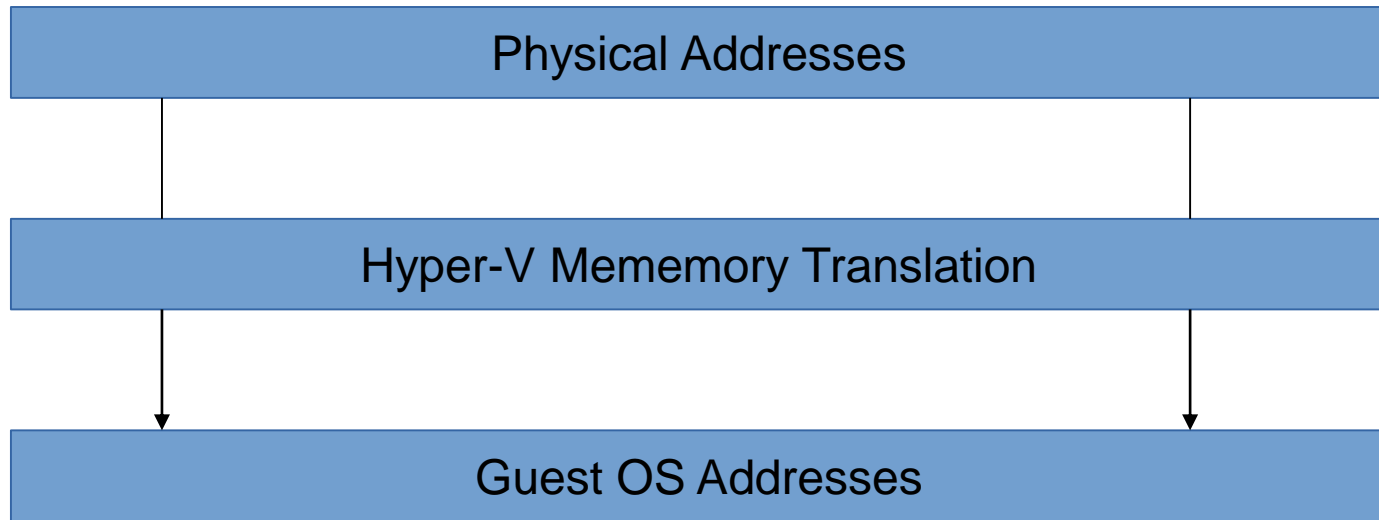 Physical Addresses
Hyper-V Mememory Translation
Guest OS Addresses